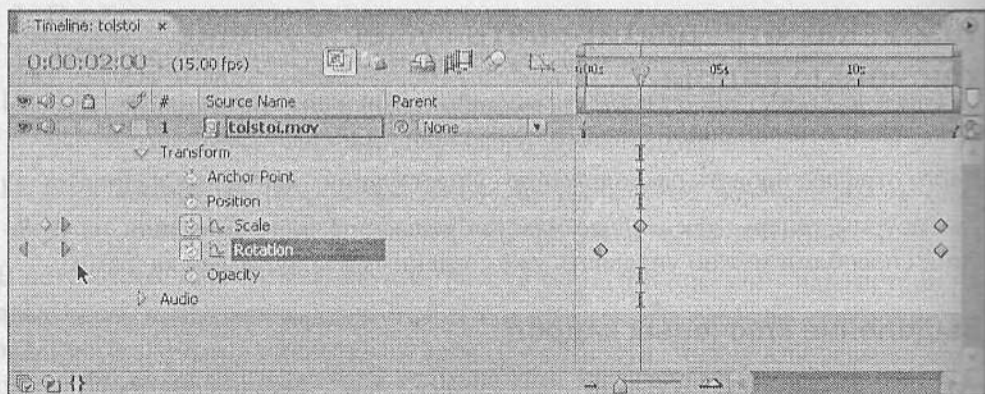 Timeline: tolstoi ×
0:00:02:00 (15.00 fps)
05s 10s
# Source Name Parent
1 tolstoi.mov None
Transform
Anchor Point
Position
Scale
Rotation
Opacity
Audio
{}